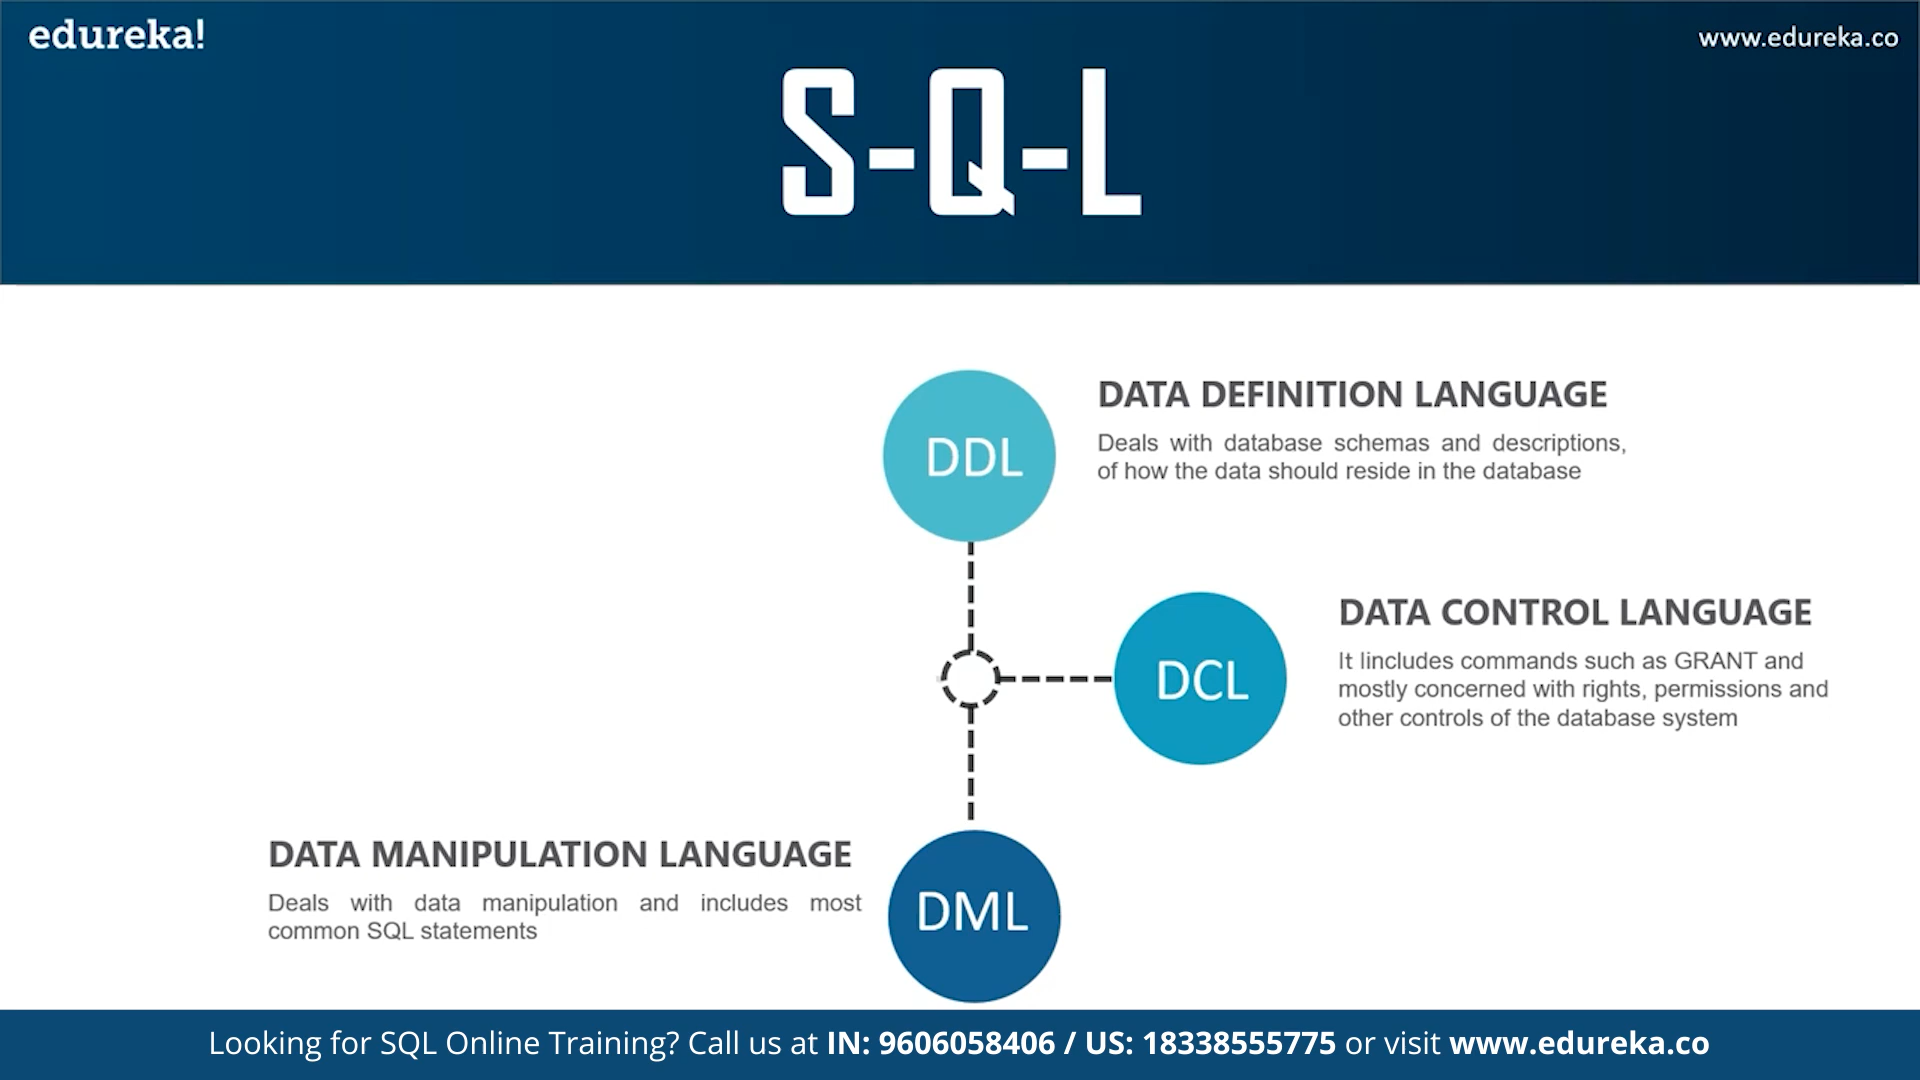 edureka!
www.edureka.co
S-Q-L
DDL
DATA DEFINITION LANGUAGE
Deals with database schemas and descriptions,
of how the data should reside in the database
DCL
DATA CONTROL LANGUAGE
It Iincludes commands such as GRANT and
mostly concerned with rights, permissions and
other controls of the database system
DATA MANIPULATION LANGUAGE
Deals with data manipulation and includes most
common SQL statements
DML
Looking for SQL Online Training? Call us at IN: 9606058406 / US: 18338555775 or visit www.edureka.co